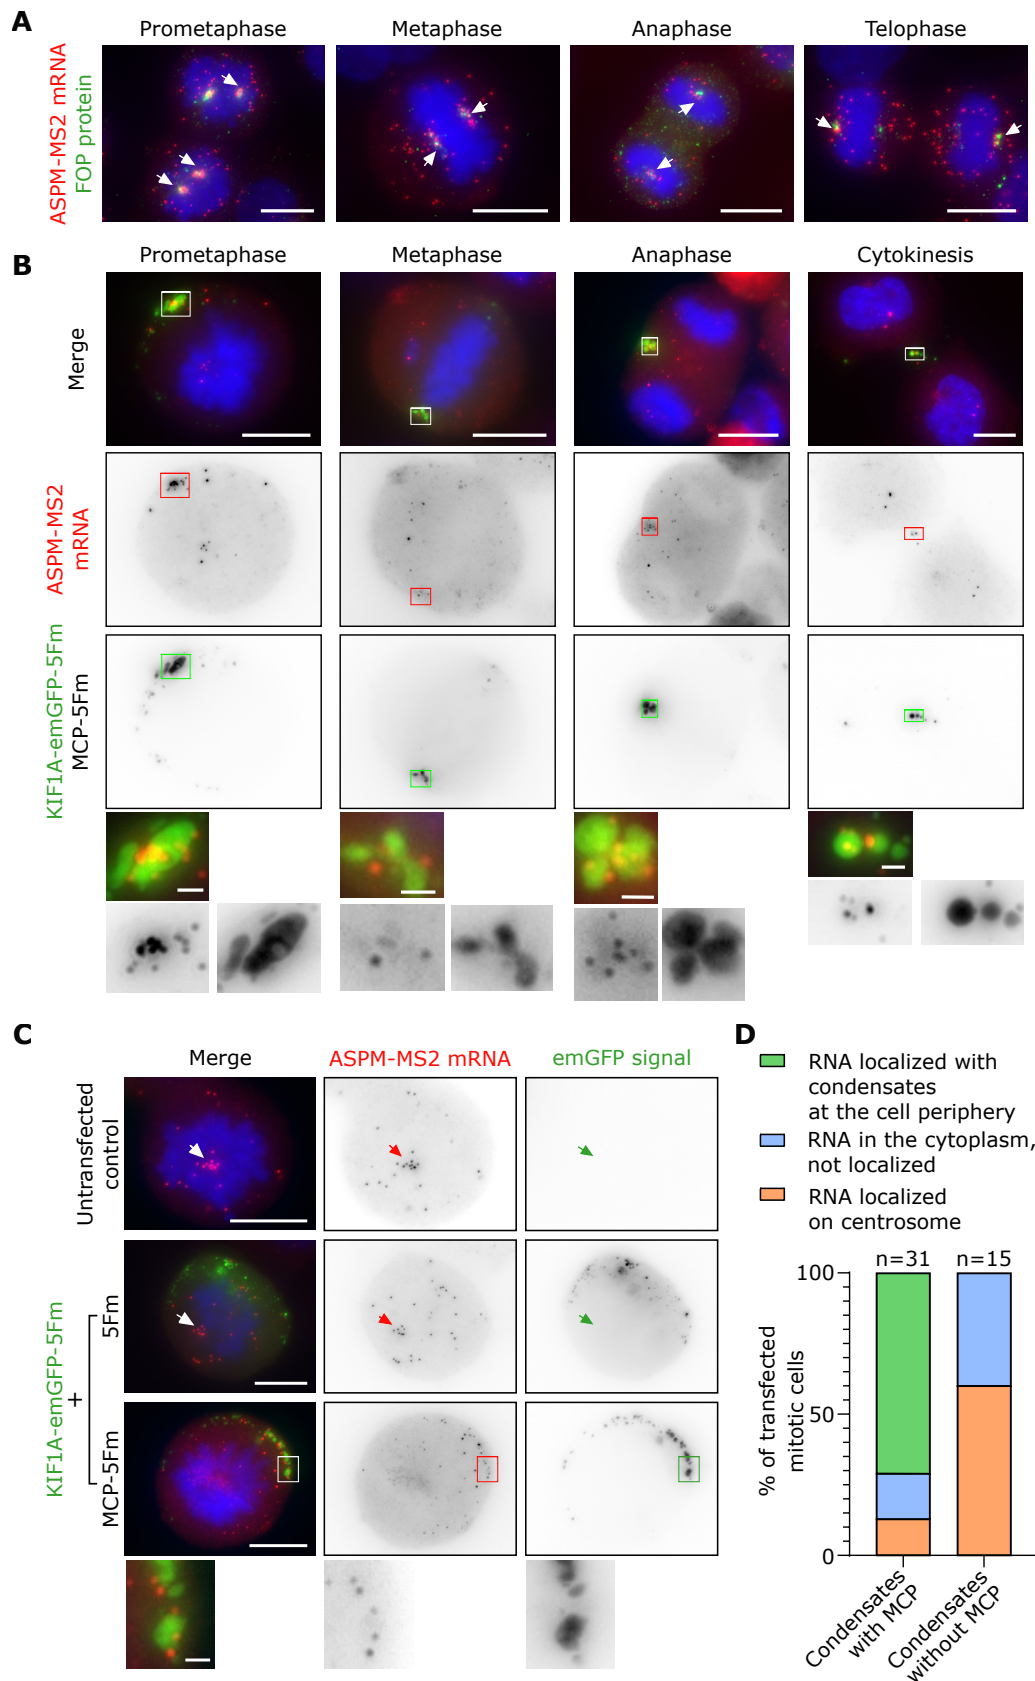 A
Prometaphase
Metaphase
Anaphase
Telophase
ASPM-MS2 mRNA
FOP protein
B
Prometaphase
Metaphase
Anaphase
Cytokinesis
Merge
ASPM-MS2
mRNA
KIF1A-emGFP-5Fm
MCP-5Fm
C
Merge
ASPM-MS2 mRNA
emGFP signal
Untransfected
control
KIF1A-emGFP-5Fm
+
5Fm
MCP-5Fm
D
RNA localized with
condensates
at the cell periphery
RNA in the cytoplasm,
not localized
RNA localized
on centrosome
n=31
n=15
% of transfected
mitotic cells
100
50
0
Condensates
with MCP
Condensates
without MCP